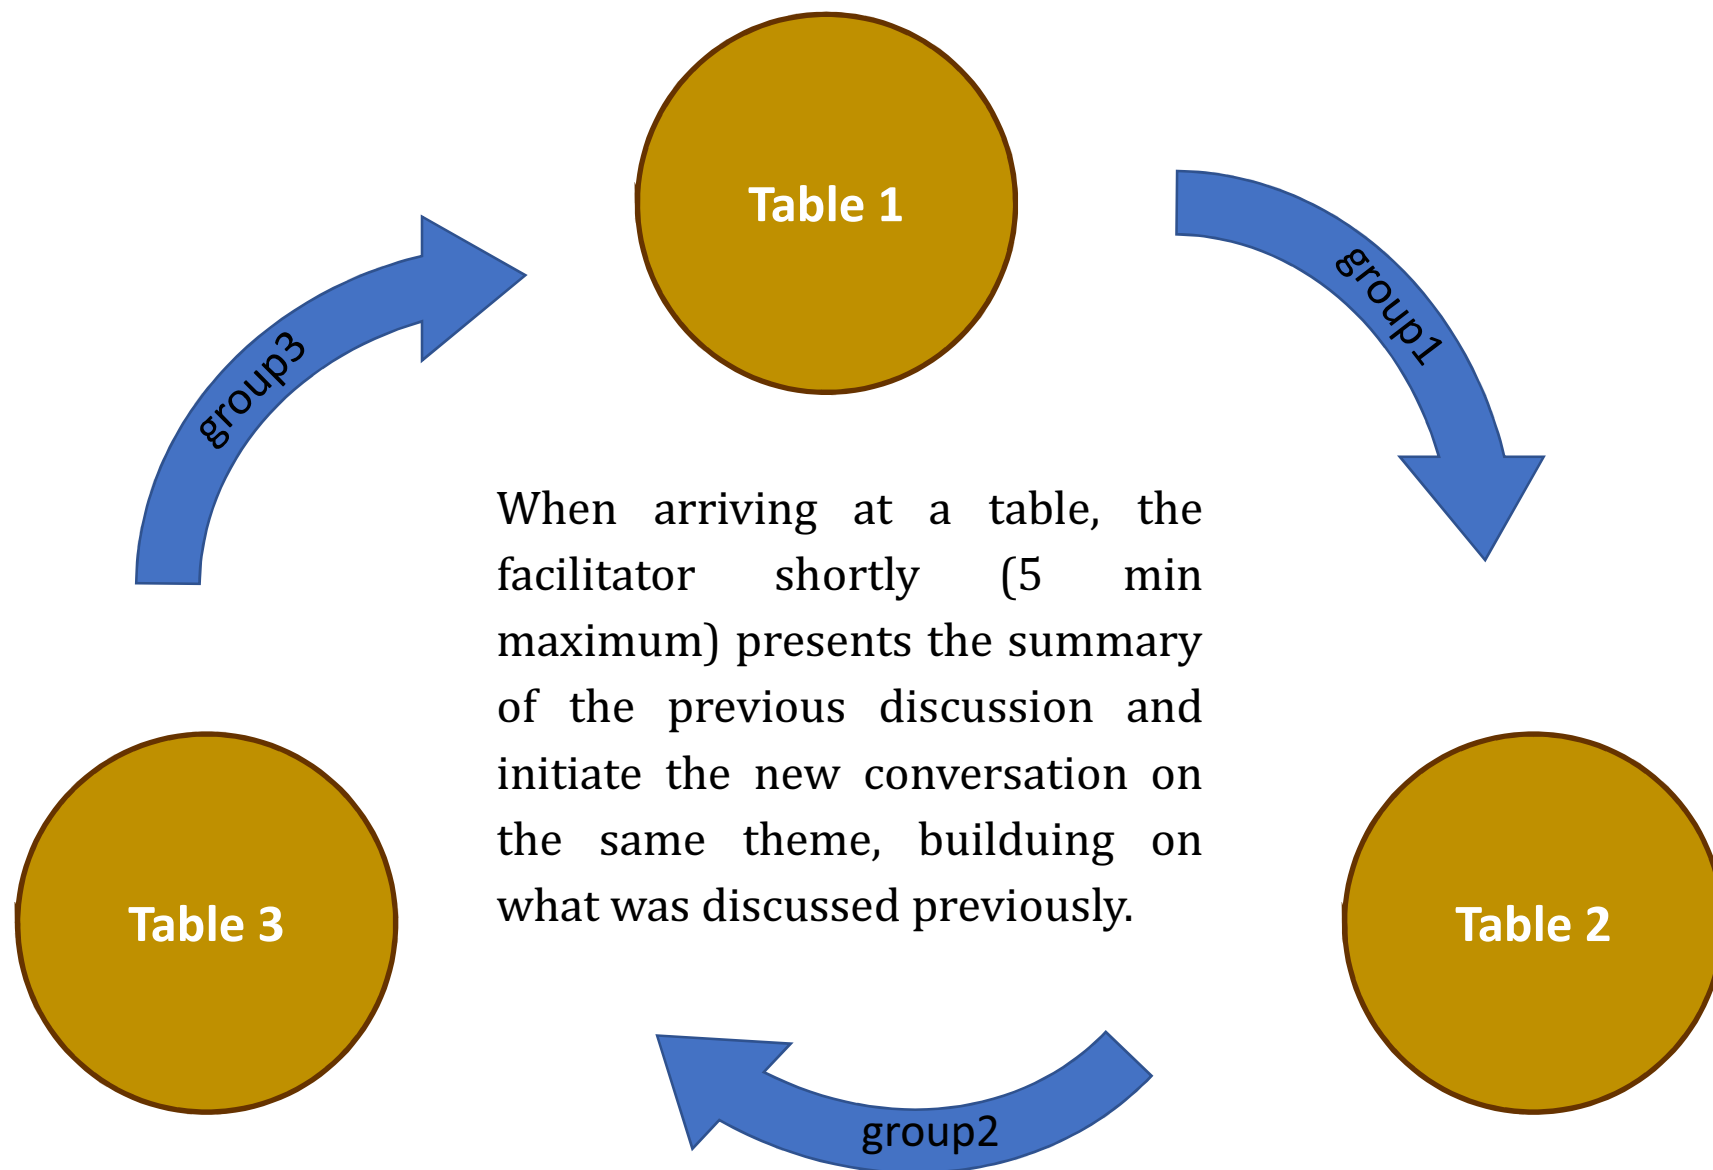 Table 1
group1
group3
When arriving at a table, the
facilitator shortly (5 min
maximum) presents the summary
of the previous discussion and
initiate the new conversation on
the same theme, builduing on
what was discussed previously.
Table 3
Table 2
group2